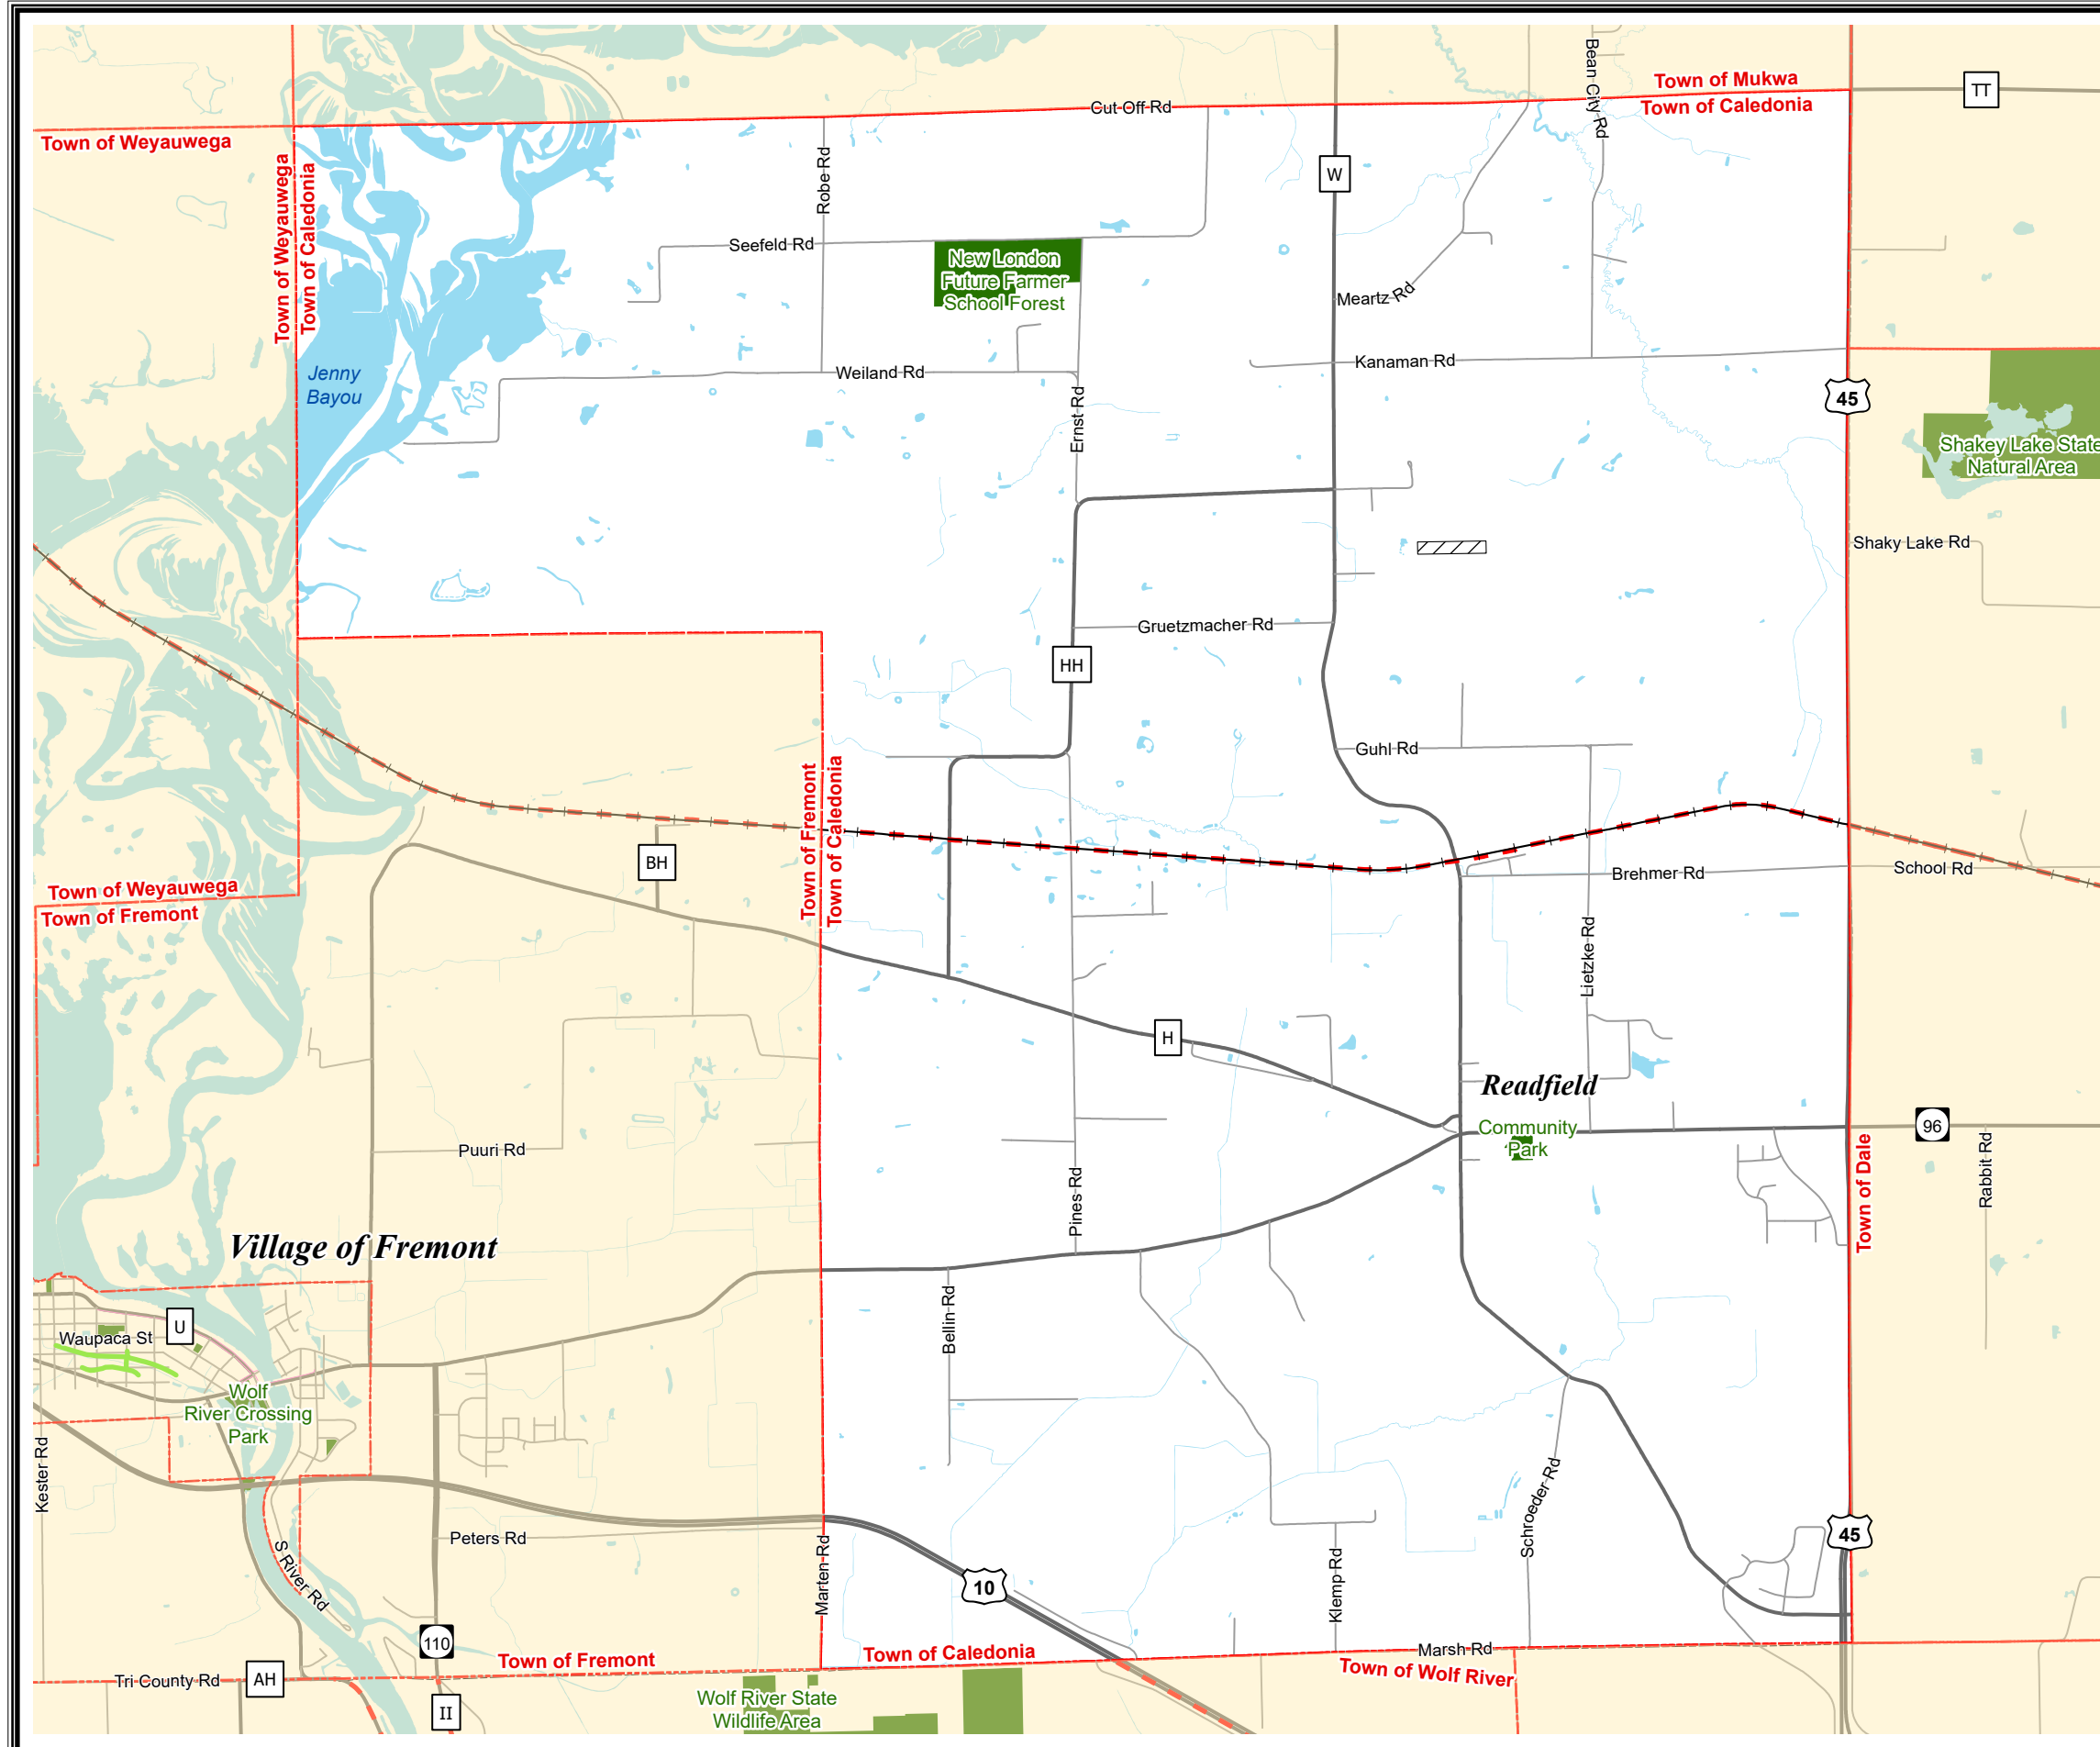 Bean City Rd
Town of Mukwa
Town of Caledonia
TT
Cut Off Rd
Town of Weyauwega
Town of Weyauwega
Town of Caledonia
Robe Rd
W
Seefeld Rd
New London
Future Farmer
School Forest
Meartz Rd
Jenny
Bayou
Weiland Rd
Kanaman Rd
45
Ernst Rd
Shakey Lake State
Natural Area
Shaky Lake Rd
Gruetzmacher Rd
HH
Guhl Rd
Town of Fremont
Town of Caledonia
BH
Brehmer Rd
School Rd
Town of Weyauwega
Town of Fremont
Lietzke Rd
H
Readfield
Community
Park
96
Puuri Rd
Pines Rd
Town of Dale
Rabbit Rd
Village of Fremont
U
Waupaca St
Bellin Rd
Wolf
River Crossing
Park
Kester Rd
Schroeder Rd
45
Peters Rd
S River Rd
Marten Rd
10
Klemp Rd
110
Marsh Rd
Town of Fremont
Town of Caledonia
Town of Wolf River
Tri County Rd
AH
II
Wolf River State
Wildlife Area